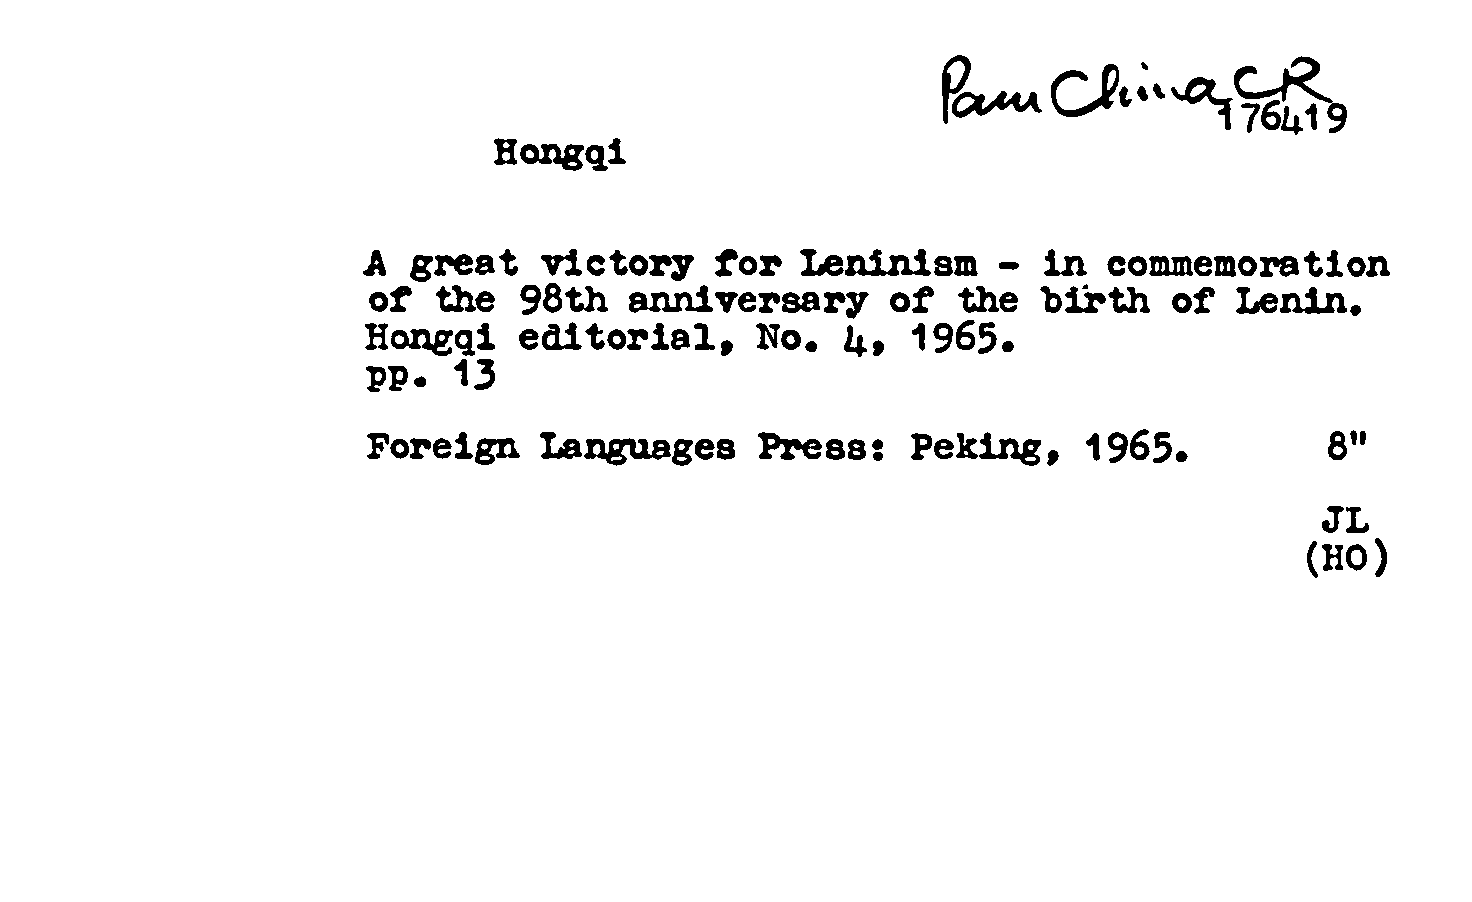 Pam China CR
176419
Hongqi
A great victory for Leninism - in commemoration
of the 98th anniversary of the birth of Lenin.
Hongqi editorial, No. 4, 1965.
pp. 13
Foreign Languages Press: Peking, 1965. 8"
JL
(HO)